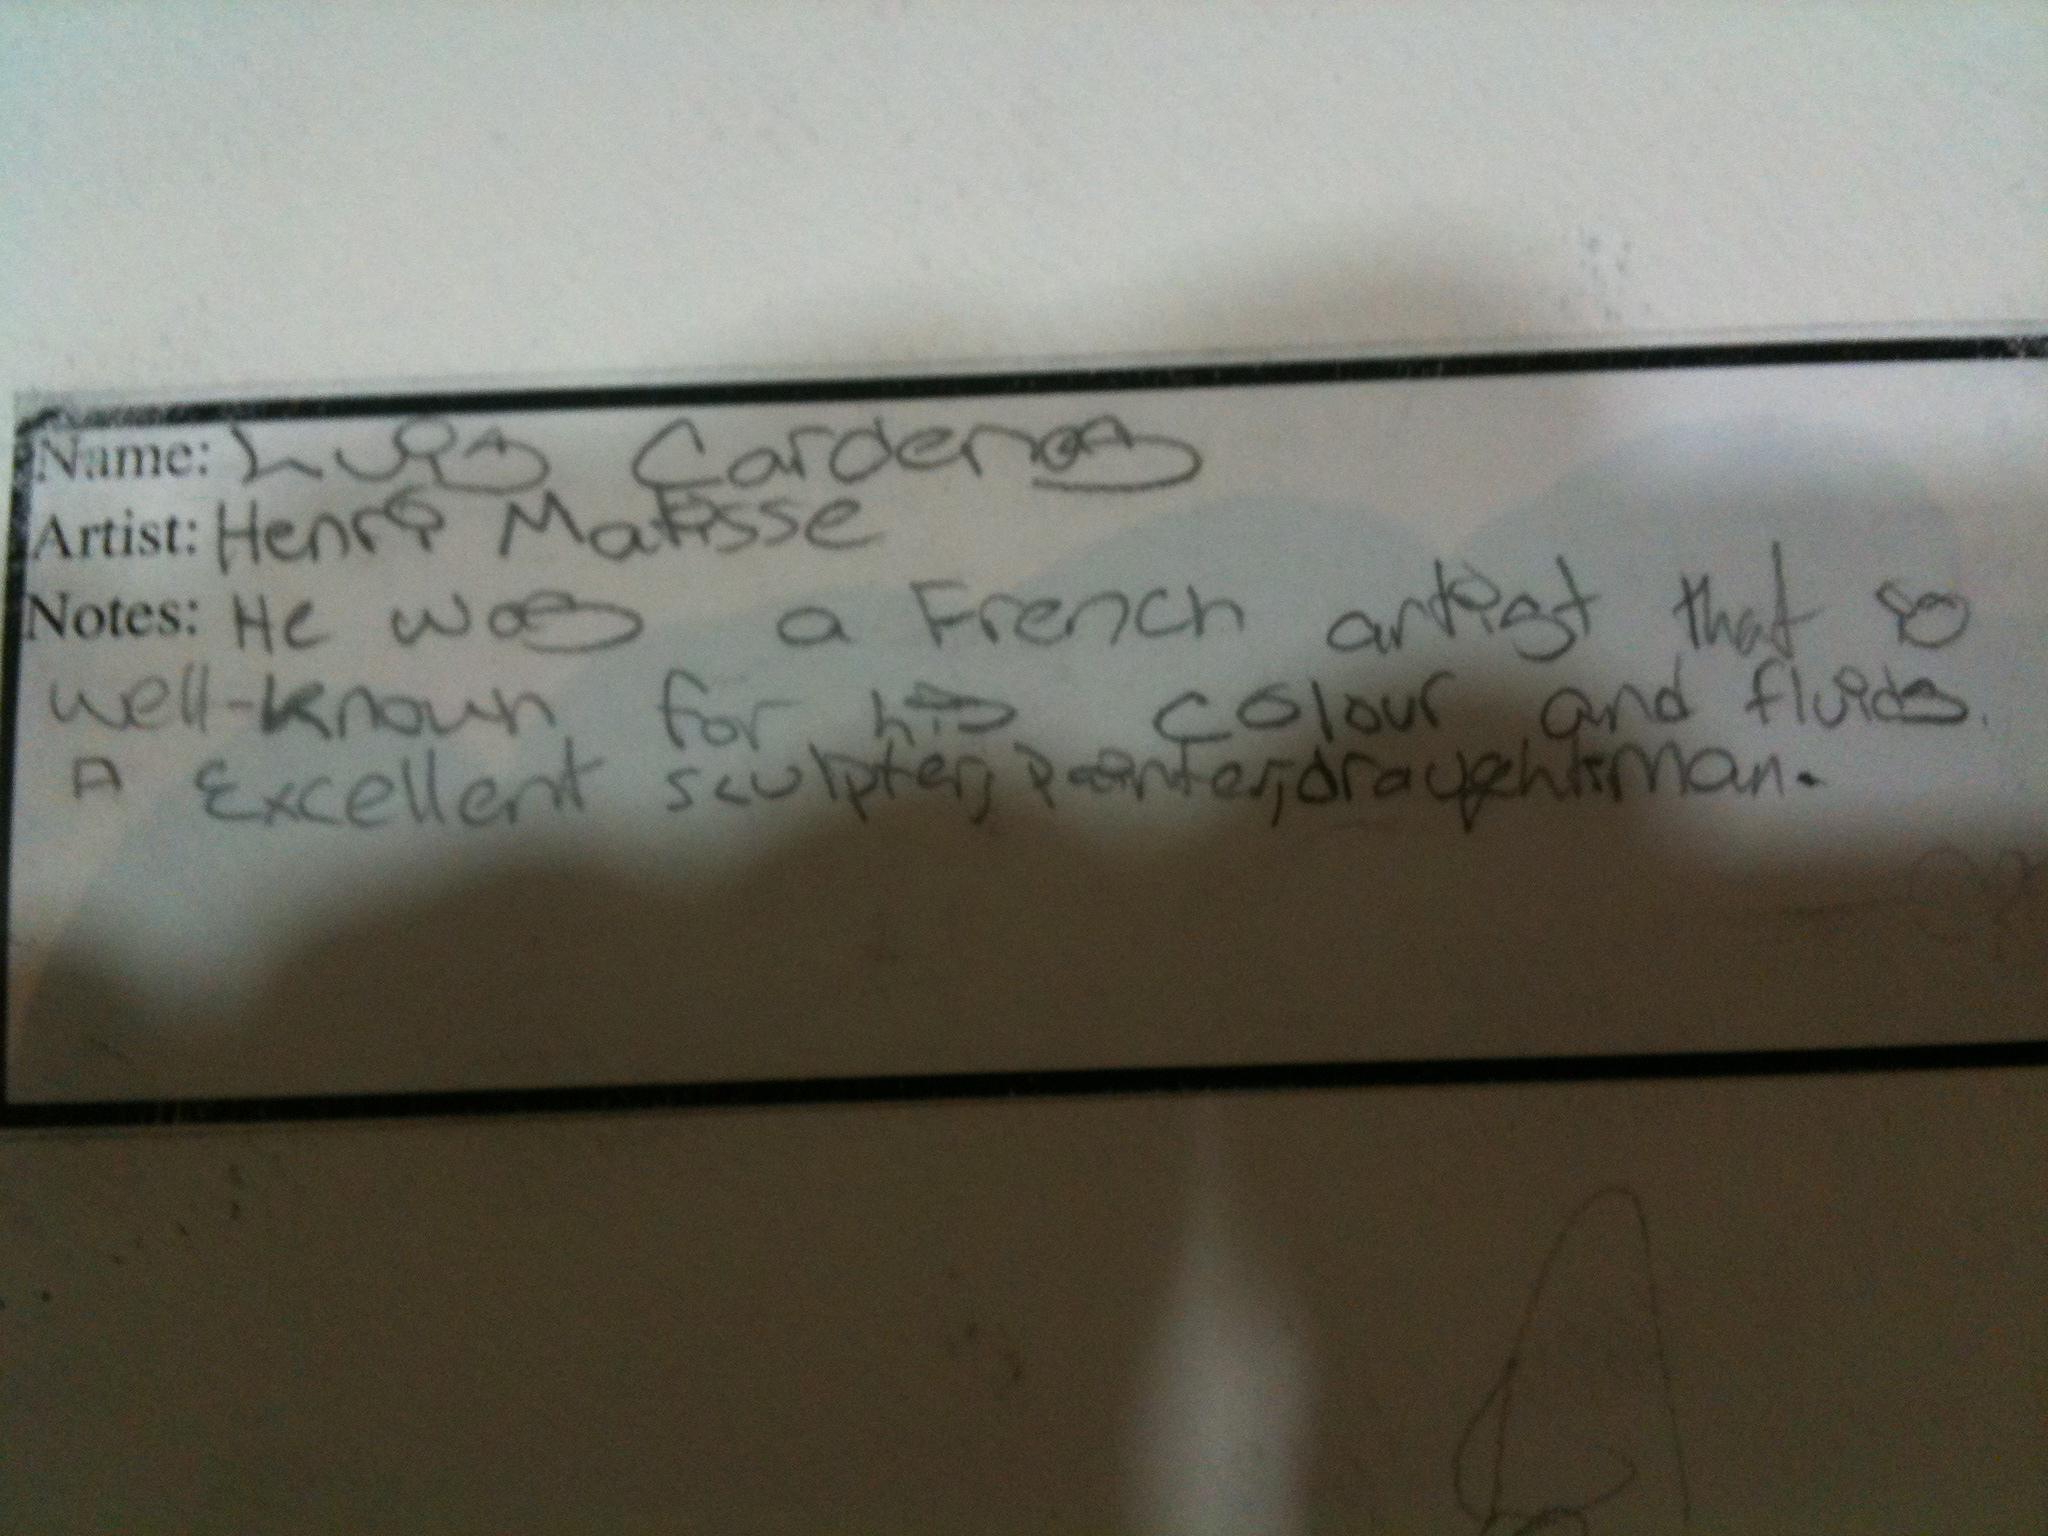 Name: Luis Cardenas
Artist: Henri Matisse
Notes: He was a French artist that so
well-known for his colour and fluids.
A Excellent sculpter, painter, draughtsman.